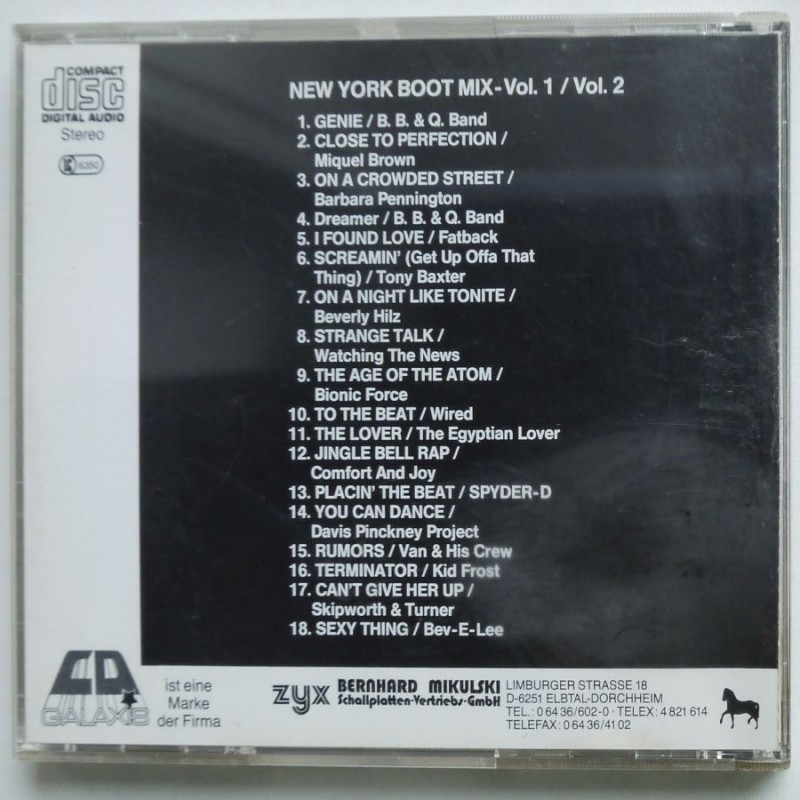 COMPACT
disc
DIGITAL AUDIO
Stereo
6350
NEW YORK BOOT MIX-Vol. 1 / Vol. 2
1. GENIE / B. B. & Q. Band
2. CLOSE TO PERFECTION /
Miquel Brown
3. ON A CROWDED STREET /
Barbara Pennington
4. Dreamer / B. B. & Q. Band
5. I FOUND LOVE / Fatback
6. SCREAMIN' (Get Up Offa That
Thing) / Tony Baxter
7. ON A NIGHT LIKE TONITE /
Beverly Hilz
8. STRANGE TALK /
Watching The News
9. THE AGE OF THE ATOM /
Bionic Force
10. TO THE BEAT / Wired
11. THE LOVER / The Egyptian Lover
12. JINGLE BELL RAP /
Comfort And Joy
13. PLACIN' THE BEAT / SPYDER-D
14. YOU CAN DANCE /
Davis Pinckney Project
15. RUMORS / Van & His Crew
16. TERMINATOR / Kid Frost
17. CAN'T GIVE HER UP /
Skipworth & Turner
18. SEXY THING / Bev-E-Lee
CD
GALAXIS
ist eine
Marke
der Firma
zyx
BERNHARD MIKULSKI
Schallplatten-Vertriebs-GmbH
LIMBURGER STRASSE 18
D-6251 ELBTAL-DORCHHEIM
TEL.: 0 64 36/602-0 · TELEX: 4 821 614
TELEFAX: 0 64 36/41 02